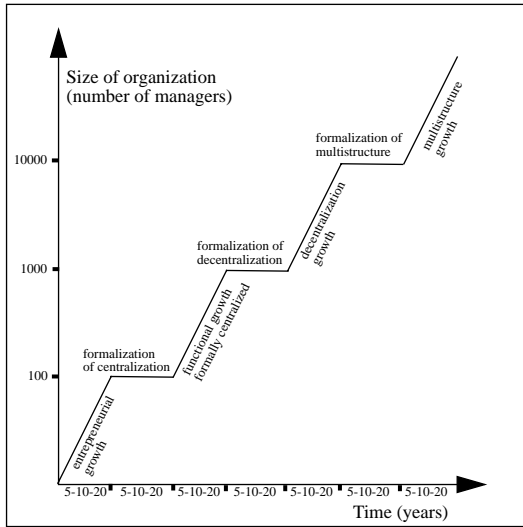 Size of organization
(number of managers)
formalization of
multistructure
multistructure
growth
10000
formalization of
decentralization
decentralization
growth
1000
formalization
of centralization
functional growth
formally centralized
100
entrepreneurial
growth
5-10-20 5-10-20 5-10-20 5-10-20 5-10-20 5-10-20 5-10-20
Time (years)